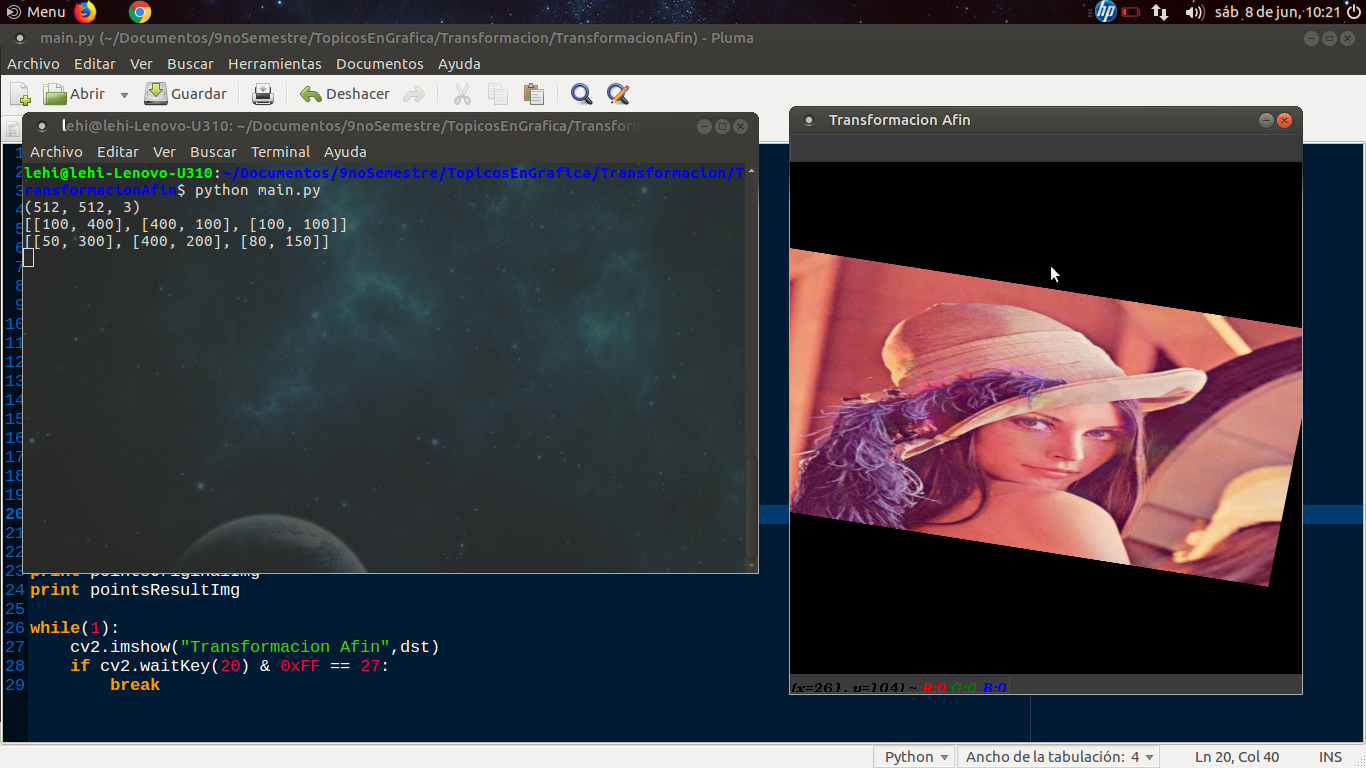 Menu
sáb 8 de jun, 10:21
main.py (~/Documentos/9noSemestre/TopicosEnGrafica/Transformacion/TransformacionAfin) - Pluma
Archivo Editar Ver Buscar Herramientas Documentos Ayuda
Abrir Guardar Deshacer
lehi@lehi-Lenovo-U310: ~/Documentos/9noSemestre/TopicosEnGrafica/Transform
Archivo Editar Ver Buscar Terminal Ayuda
lehi@lehi-Lenovo-U310:~/Documentos/9noSemestre/TopicosEnGrafica/Transformacion/T
ransformacionAfin$ python main.py
(512, 512, 3)
[[100, 400], [400, 100], [100, 100]]
[[50, 300], [400, 200], [80, 150]]
Transformacion Afin
(x=261, y=104) ~ R:0 G:0 B:0
1
2
3
4
5
6
7
8
9
10
11
12
13
14
15
16
17
18
19
20
21
22
23 print pointsOriginalImg
24 print pointsResultImg
25
26 while(1):
27 cv2.imshow("Transformacion Afin",dst)
28 if cv2.waitKey(20) & 0xFF == 27:
29 break
Python Ancho de la tabulación: 4 Ln 20, Col 40 INS